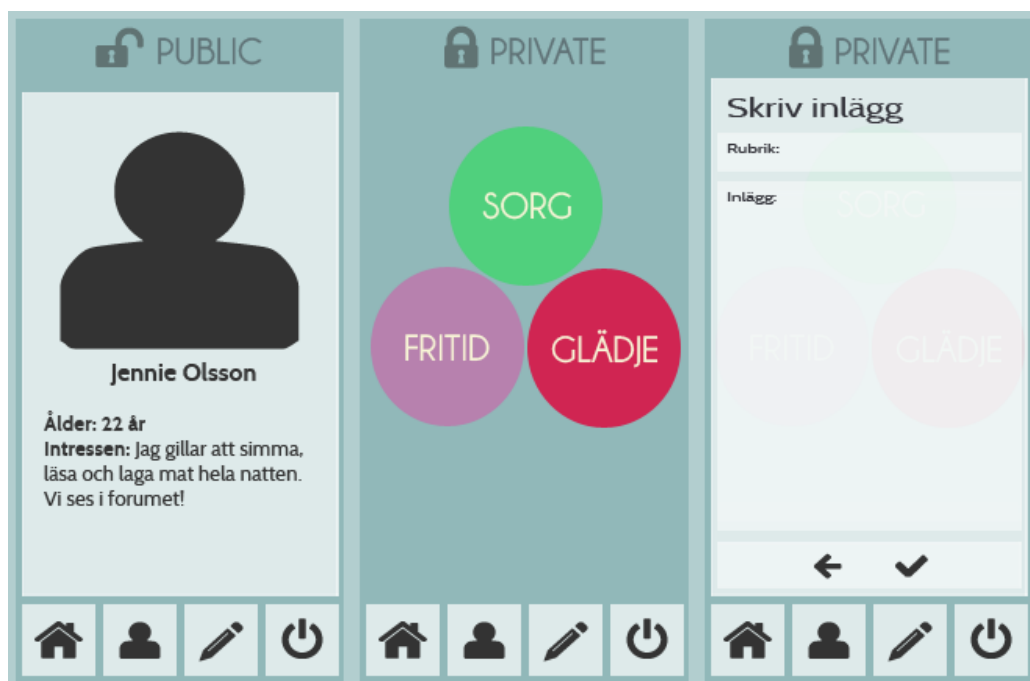 PUBLIC
Jennie Olsson
Ålder: 22 år
Intressen: Jag gillar att simma,
läsa och laga mat hela natten.
Vi ses i forumet!
PRIVATE
SORG
FRITID
GLÄDJE
PRIVATE
Skriv inlägg
Rubrik:
Inlägg:
SORG
FRITID
GLÄDJE